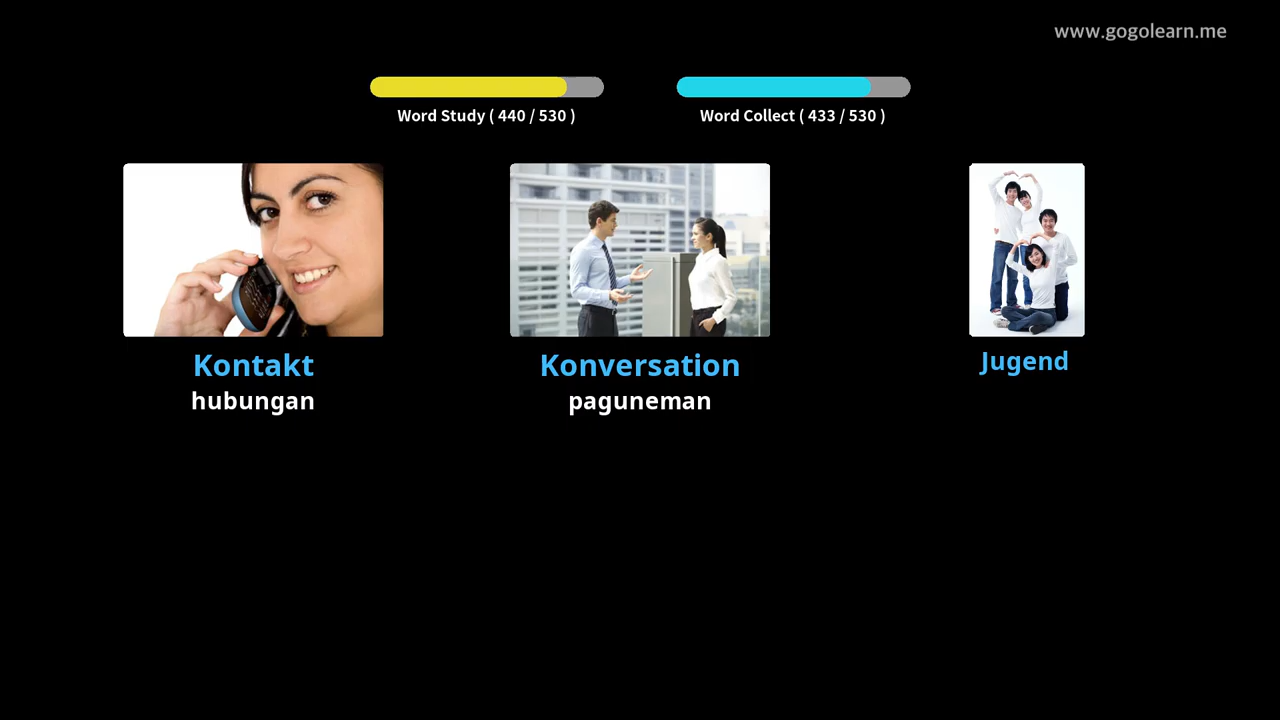 www.gogolearn.me
Word Study ( 440 / 530 )
Word Collect ( 433 / 530 )
Kontakt
hubungan
Konversation
paguneman
Jugend